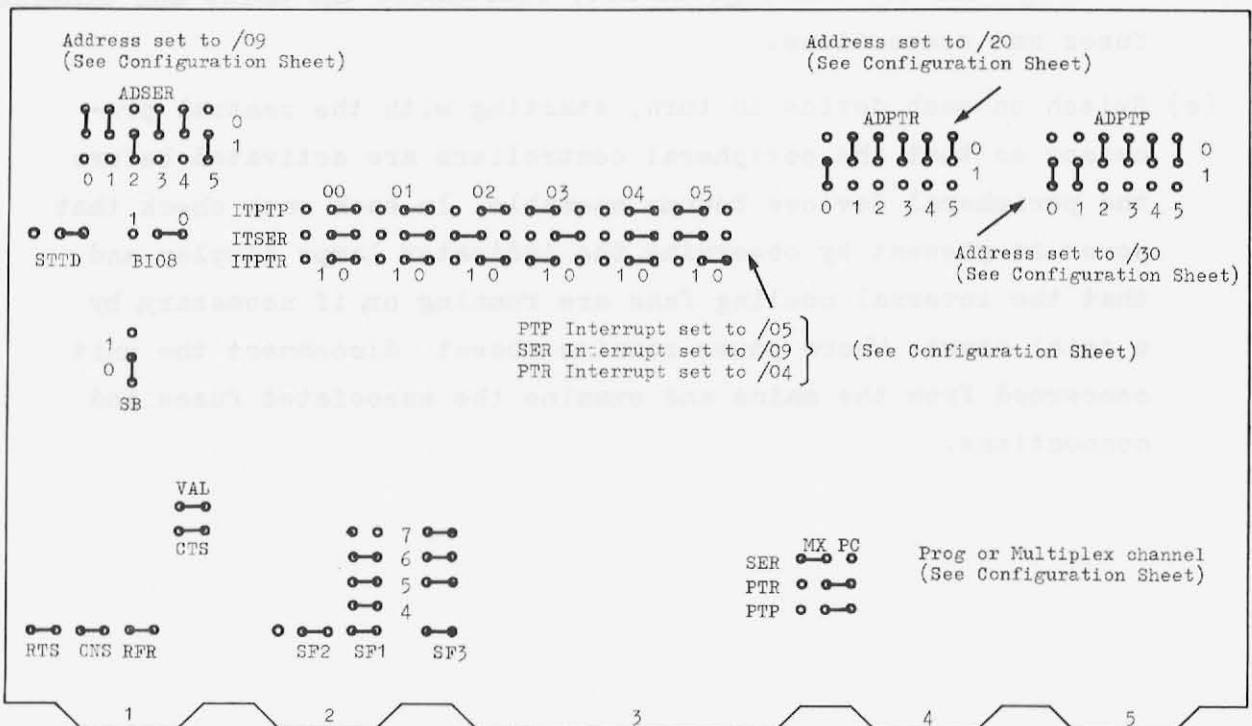 Address set to /09
(See Configuration Sheet)
ADSER
0
1
0 1 2 3 4 5
Address set to /20
(See Configuration Sheet)
ADPTR
0
1
0 1 2 3 4 5
ADPTP
0
1
0 1 2 3 4 5
Address set to /30
(See Configuration Sheet)
STTD
1 0
BIO8
00 01 02 03 04 05
ITPTP
ITSER
ITPTR
1 0 1 0 1 0 1 0 1 0 1 0
PTP Interrupt set to /05
SER Interrupt set to /09
PTR Interrupt set to /04
(See Configuration Sheet)
1
0
SB
VAL
CTS
7
6
5
4
RTS CNS RFR SF2 SF1 SF3
MX PC
SER
PTR
PTP
Prog or Multiplex channel
(See Configuration Sheet)
1 2 3 4 5